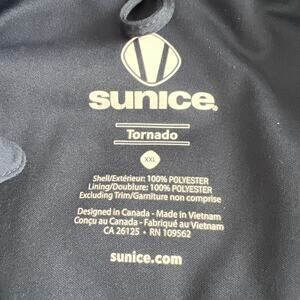 sunice®
Tornado
XXL
Shell/Extérieur: 100% POLYESTER
Lining/Doublure: 100% POLYESTER
Excluding Trim/Garniture non comprise
Designed in Canada - Made in Vietnam
Conçu au Canada - Fabriqué au Vietnam
CA 26125 • RN 109562
sunice.com